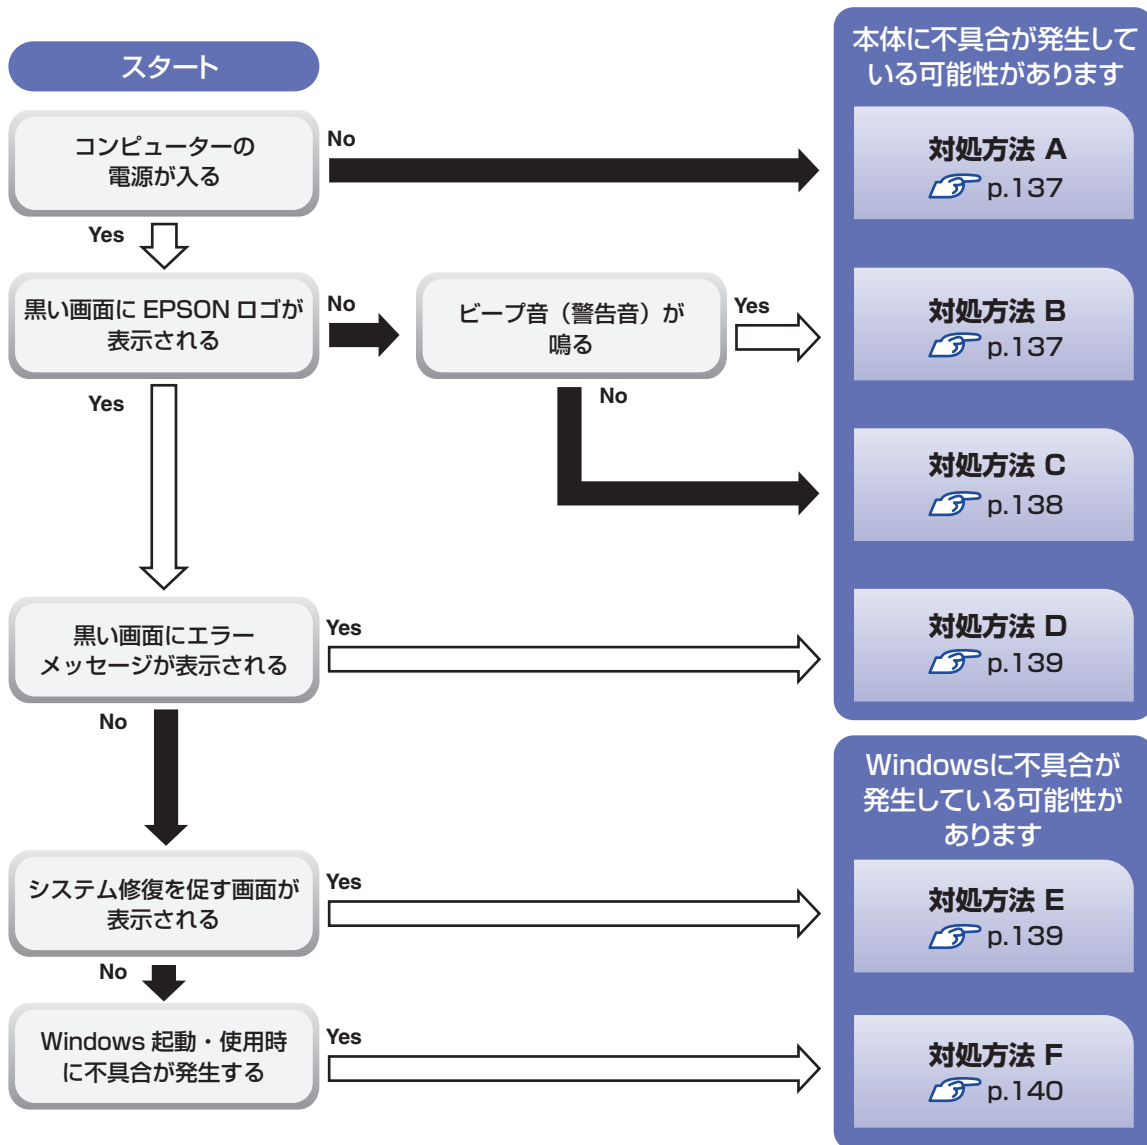 スタート
コンピューターの
電源が入る
No
Yes
黒い画面に EPSON ロゴが
表示される
No
ビープ音（警告音）が
鳴る
Yes
No
Yes
黒い画面にエラー
メッセージが表示される
Yes
No
システム修復を促す画面が
表示される
Yes
No
Windows 起動・使用時
に不具合が発生する
Yes
本体に不具合が発生して
いる可能性があります
対処方法 A
p.137
対処方法 B
p.137
対処方法 C
p.138
対処方法 D
p.139
Windowsに不具合が
発生している可能性が
あります
対処方法 E
p.139
対処方法 F
p.140